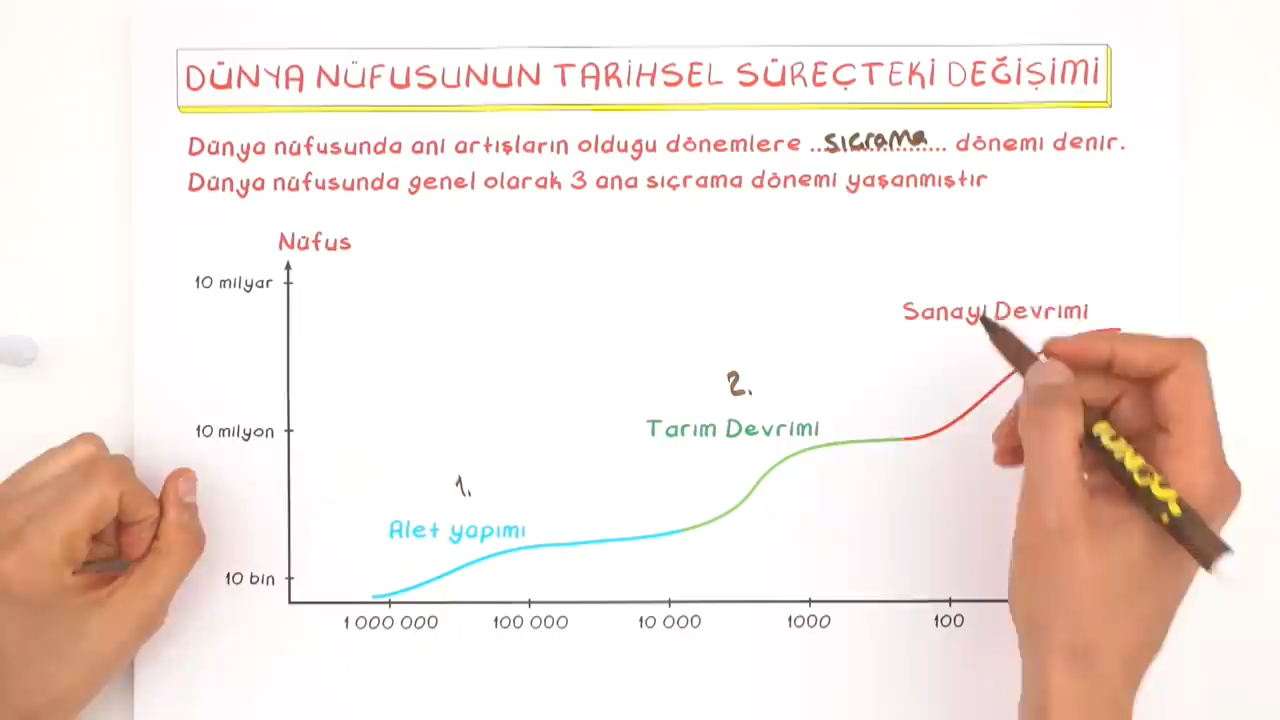 DÜNYA NÜFUSUNUN TARİHSEL SÜREÇTEKİ DEĞİŞİMİ
Dünya nüfusunda ani artışların olduğu dönemlere ..sıçrama... dönemi denir.
Dünya nüfusunda genel olarak 3 ana sıçrama dönemi yaşanmıştır
Nüfus
10 milyar
Sanayi Devrimi
2.
10 milyon
Tarım Devrimi
1.
Alet yapımı
10 bin
1 000 000
100 000
10 000
1000
100